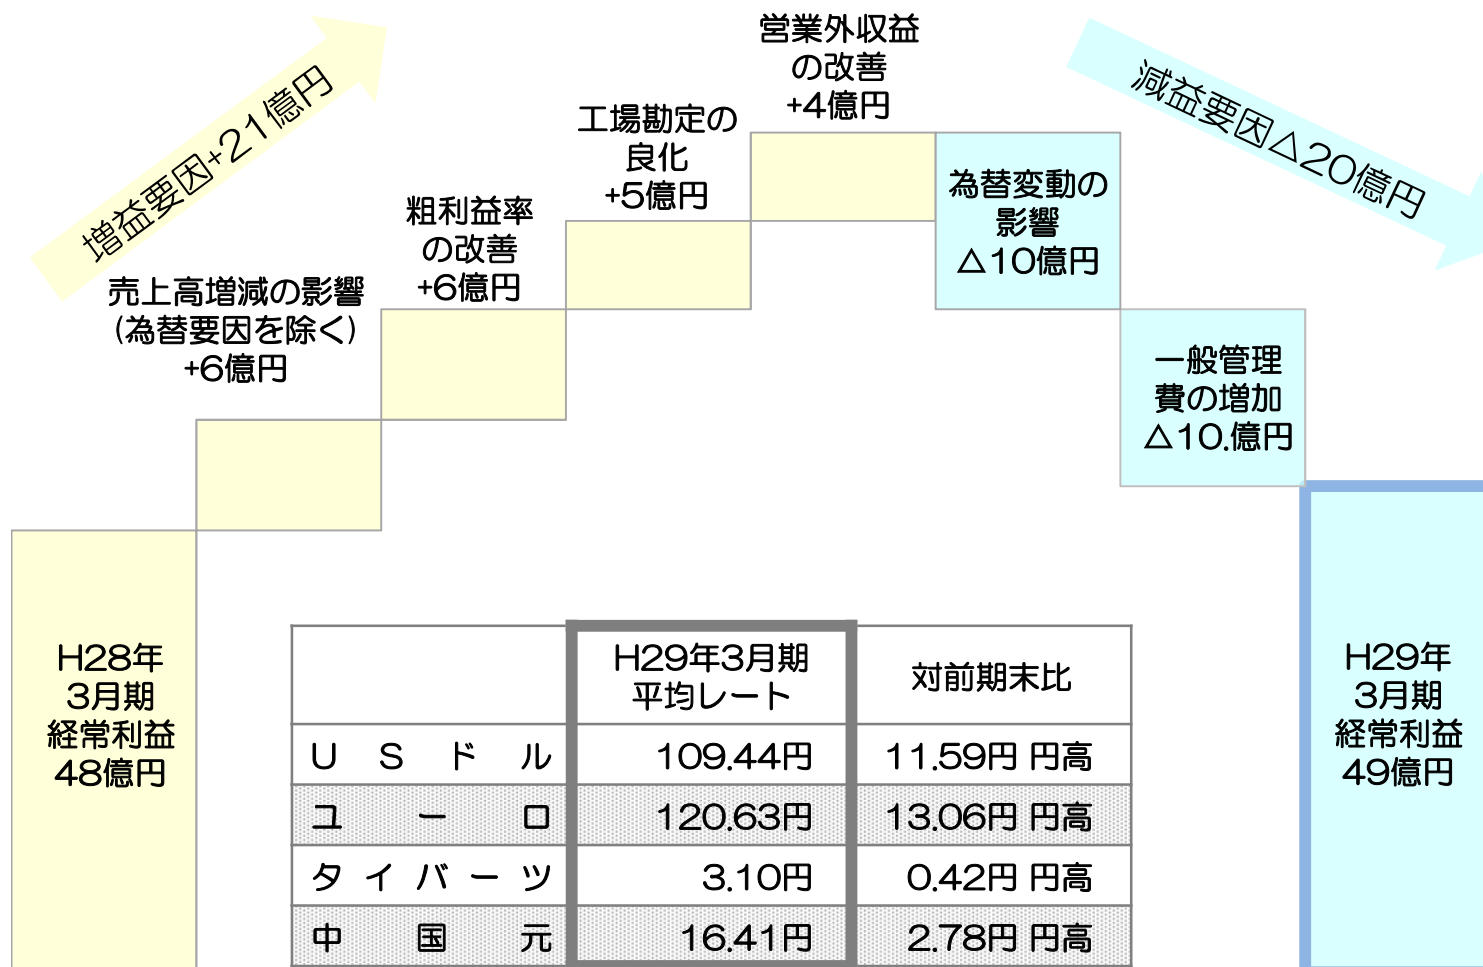 増益要因+21億円
減益要因△20億円
営業外収益
の改善
+4億円
工場勘定の
良化
+5億円
為替変動の
影響
△10億円
粗利益率
の改善
+6億円
売上高増減の影響
(為替要因を除く)
+6億円
一般管理
費の増加
△10.億円
H28年
3月期
経常利益
48億円
H29年
3月期
経常利益
49億円
H29年3月期
平均レート
対前期末比
USドル 109.44円 11.59円 円高
ユーロ 120.63円 13.06円 円高
タイバーツ 3.10円 0.42円 円高
中国元 16.41円 2.78円 円高